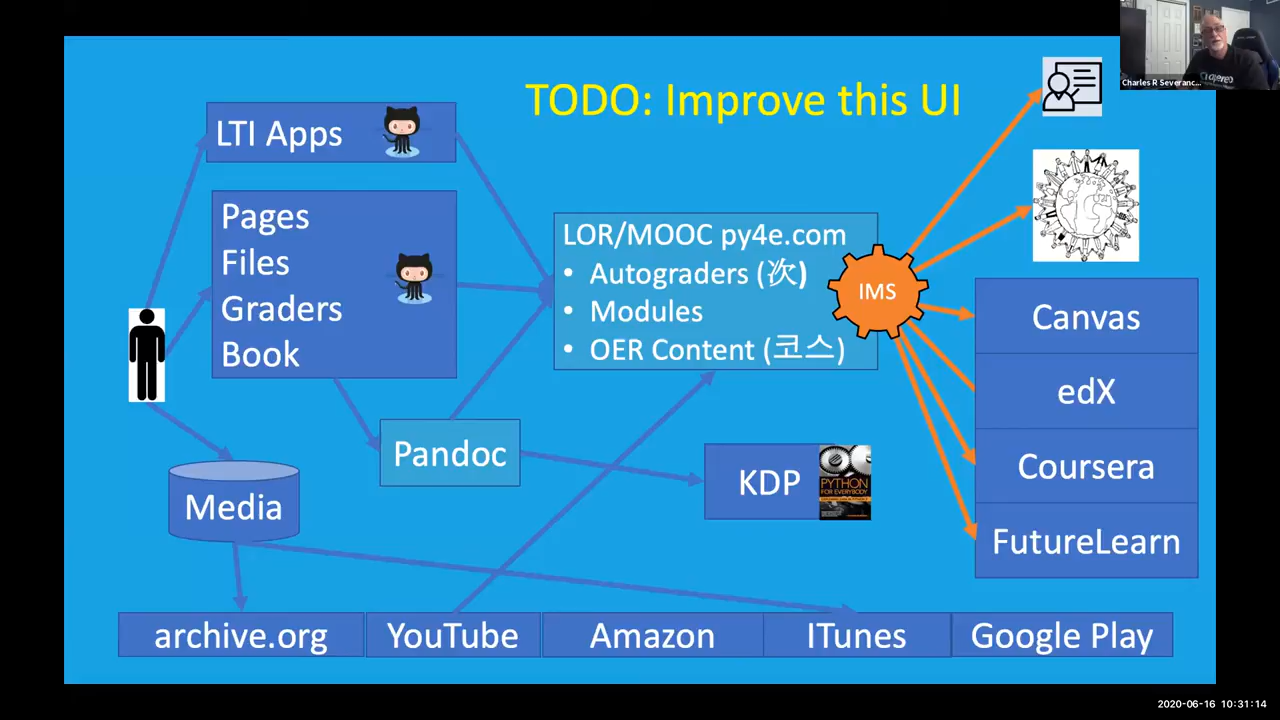 TODO: Improve this UI
Charles R Severanc...
LTI Apps
Pages
Files
Graders
Book
LOR/MOOC py4e.com
• Autograders (次)
• Modules
• OER Content (코스)
IMS
Canvas
edX
Coursera
FutureLearn
Pandoc
KDP
PYTHON
FOR EVERYBODY
Media
archive.org
YouTube
Amazon
ITunes
Google Play
2020-06-16 10:31:14